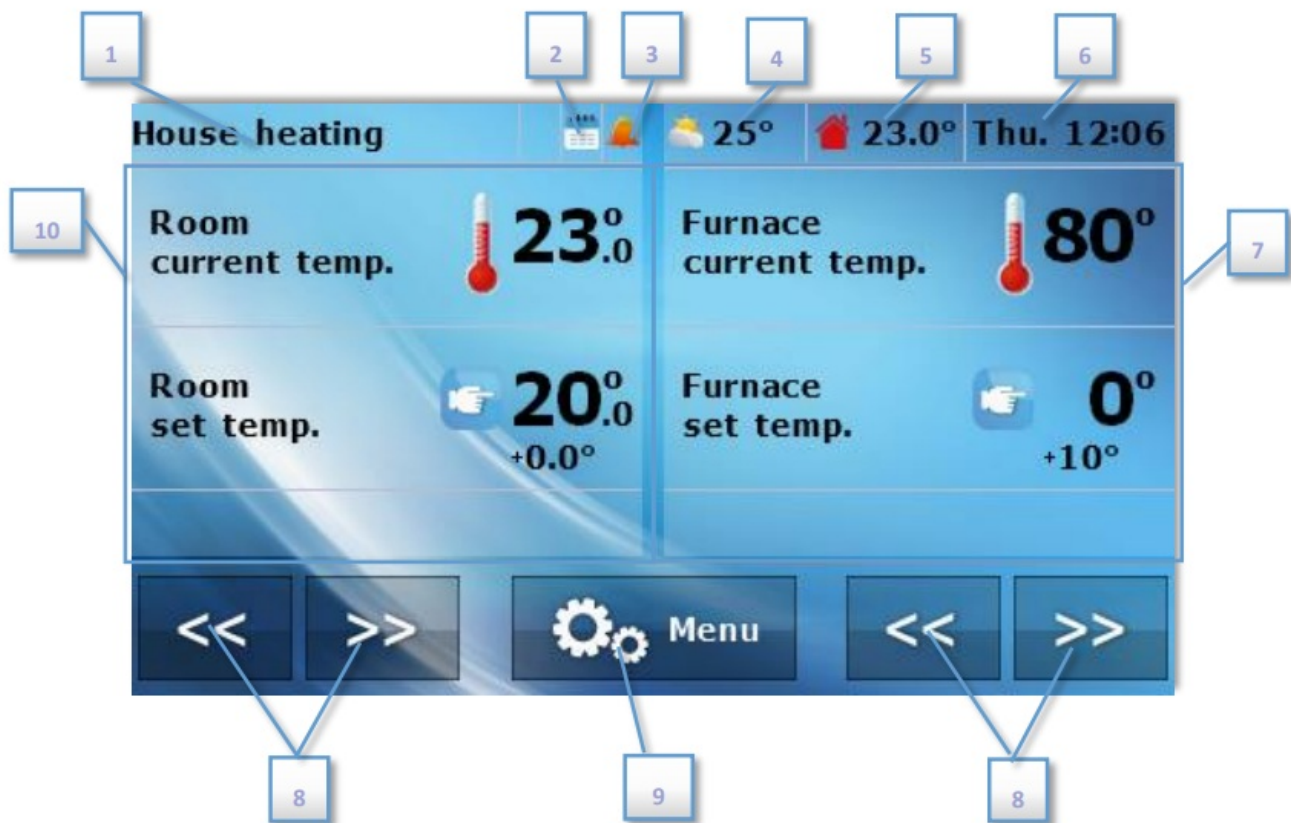 1
2
3
4
5
6
House heating
25°
23.0°
Thu. 12:06
10
7
Room
current temp.
23.0°
Furnace
current temp.
80°
Room
set temp.
20.0°
+0.0°
Furnace
set temp.
0°
+10°
<<
>>
Menu
<<
>>
8
9
8